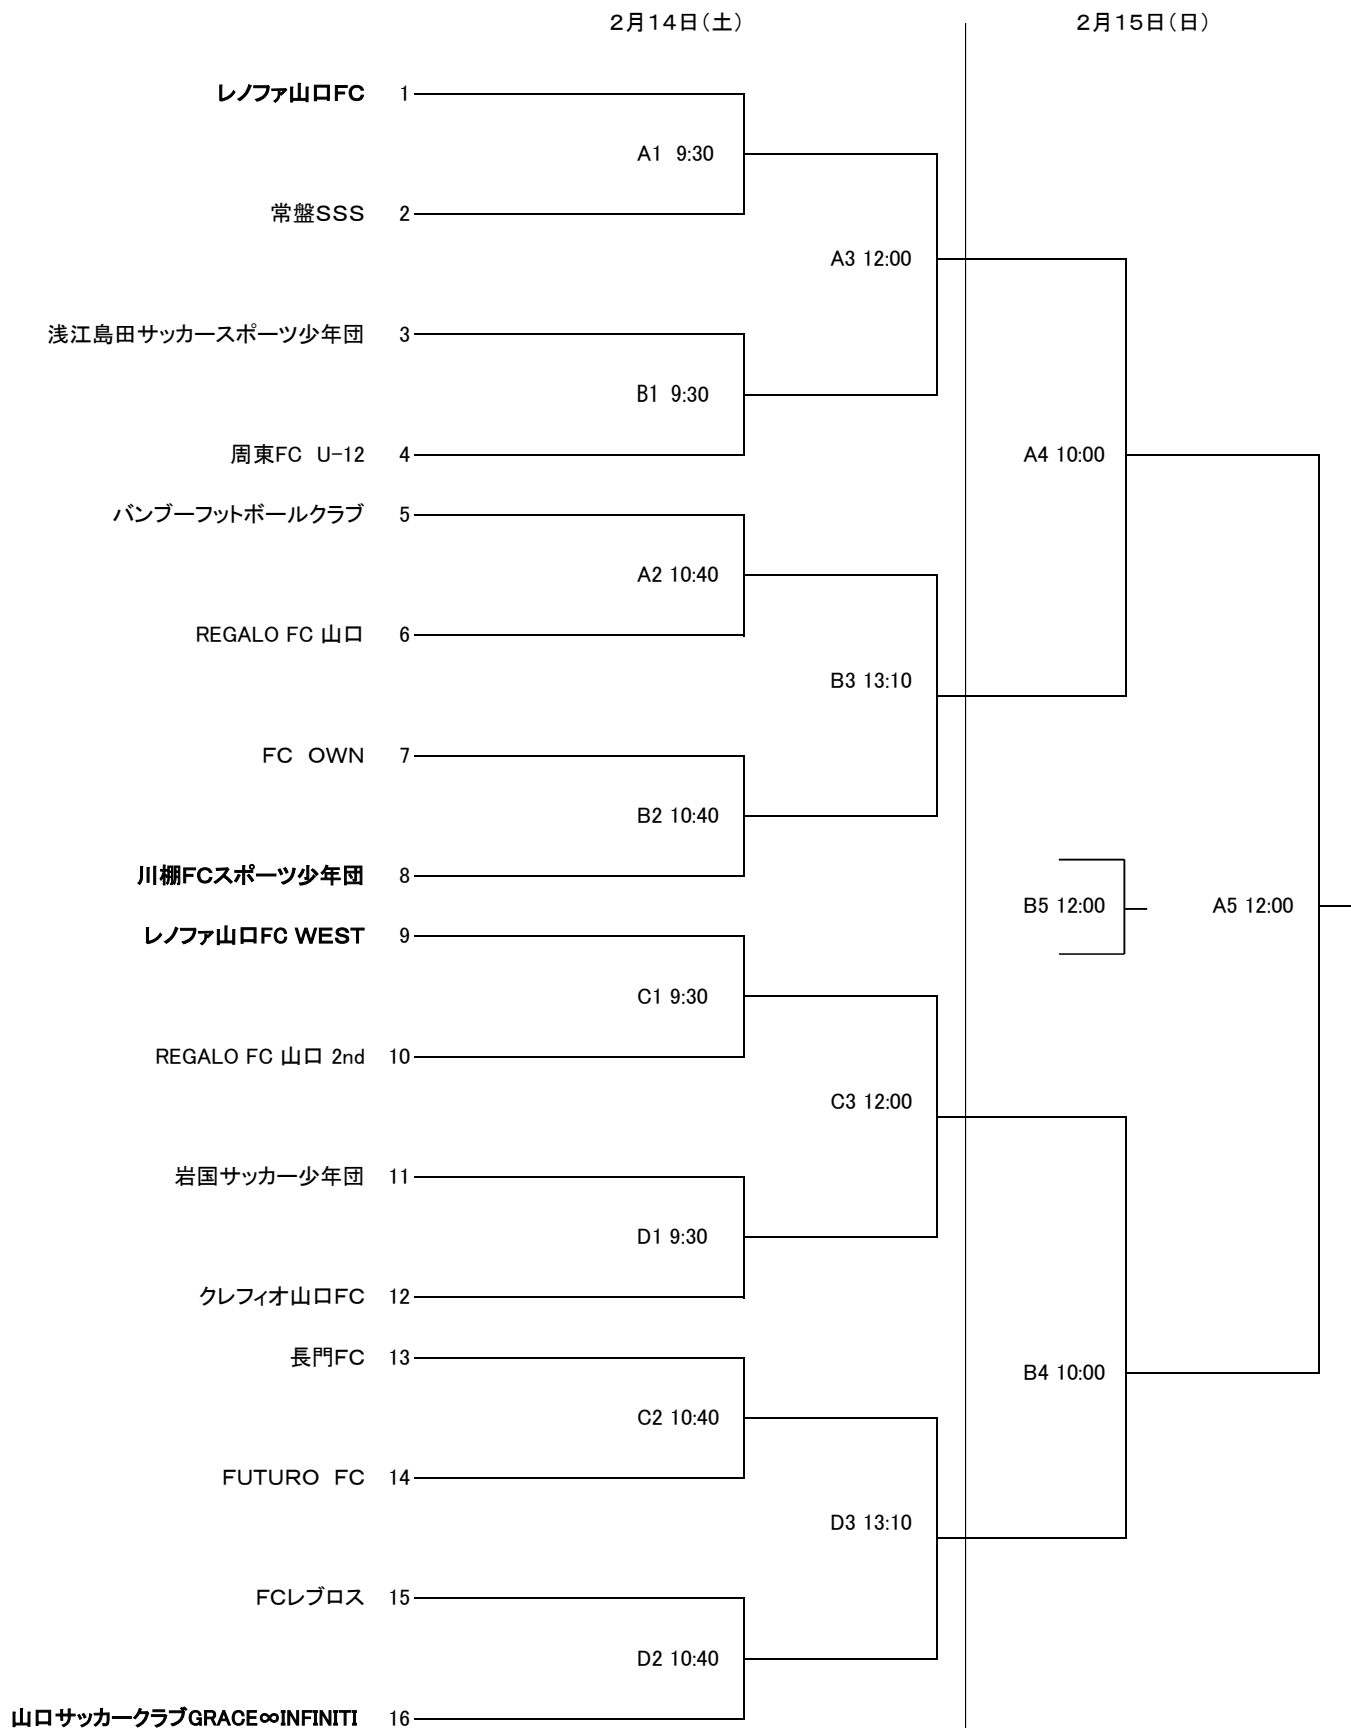 2月14日(土) 2月15日(日)
レノファ山口FC 1
A1 9:30
常盤SSS 2
A3 12:00
浅江島田サッカースポーツ少年団 3
B1 9:30
周東FC U-12 4
A4 10:00
バンブーフットボールクラブ 5
A2 10:40
REGALO FC 山口 6
B3 13:10
FC OWN 7
B2 10:40
川棚FCスポーツ少年団 8
B5 12:00 A5 12:00
レノファ山口FC WEST 9
C1 9:30
REGALO FC 山口 2nd 10
C3 12:00
岩国サッカー少年団 11
D1 9:30
クレフィオ山口FC 12
長門FC 13
B4 10:00
C2 10:40
FUTURO FC 14
D3 13:10
FCレブロス 15
D2 10:40
山口サッカークラブGRACE∞INFINITI 16